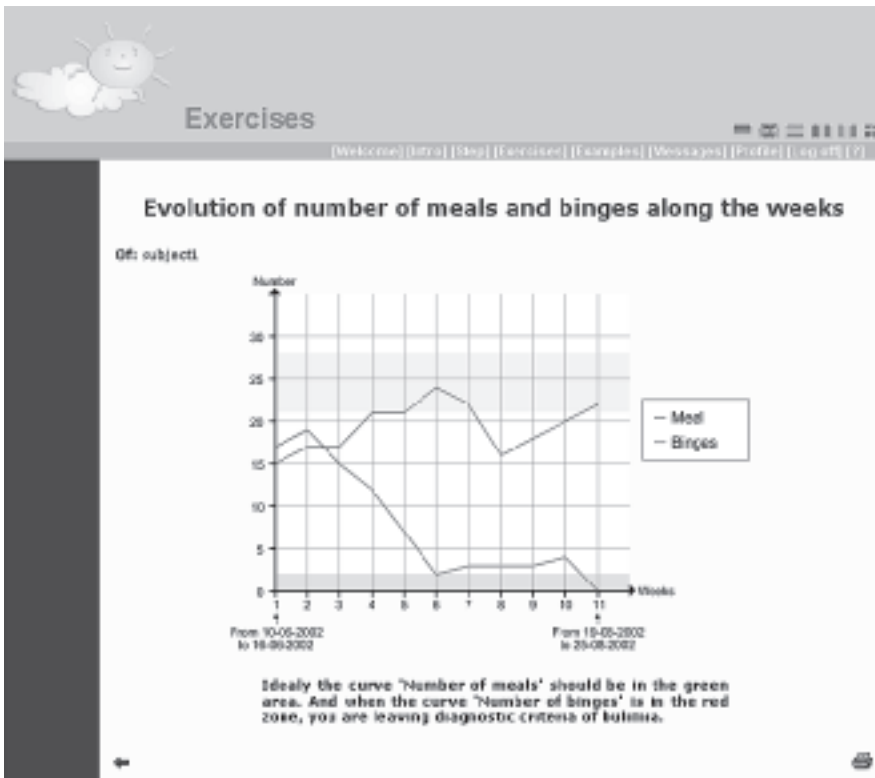 Exercises
[Welcome] [Intro] [Step] [Exercises] [Examples] [Messages] [Profile] [Log off] [?]
Evolution of number of meals and binges along the weeks
Of: subject1
Number
30
25
20
15
10
5
0
1 2 3 4 5 6 7 8 9 10 11
Weeks
From 10-06-2002
to 16-06-2002
From 19-08-2002
to 25-08-2002
— Meal
— Binges
Idealy the curve 'Number of meals' should be in the green
area. And when the curve 'Number of binges' is in the red
zone, you are leaving diagnostic criteria of bulimia.